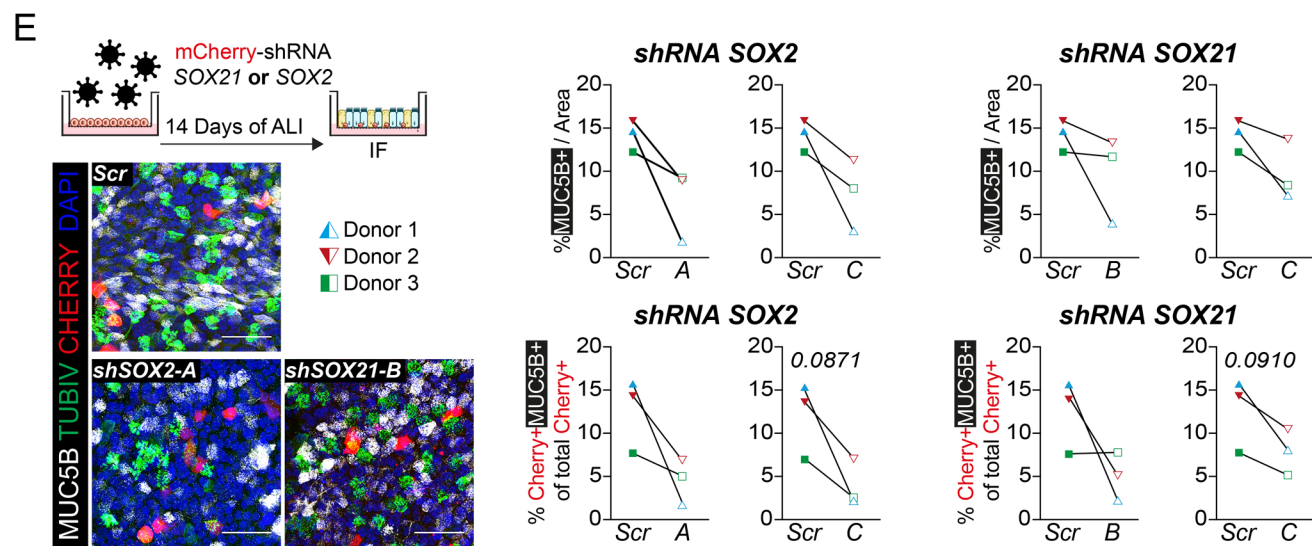 E
mCherry-shRNA
SOX21 or SOX2
14 Days of ALI
IF
MUC5B TUBIV CHERRY DAPI
Scr
shSOX2-A
shSOX21-B
Donor 1
Donor 2
Donor 3
shRNA SOX2
%MUC5B+ / Area
20
15
10
5
0
Scr A
20
15
10
5
0
Scr C
shRNA SOX21
%MUC5B+ / Area
20
15
10
5
0
Scr B
20
15
10
5
0
Scr C
shRNA SOX2
% Cherry+MUC5B+
of total Cherry+
20
15
10
5
0
Scr A
0.0871
20
15
10
5
0
Scr C
shRNA SOX21
% Cherry+MUC5B+
of total Cherry+
20
15
10
5
0
Scr B
0.0910
20
15
10
5
0
Scr C